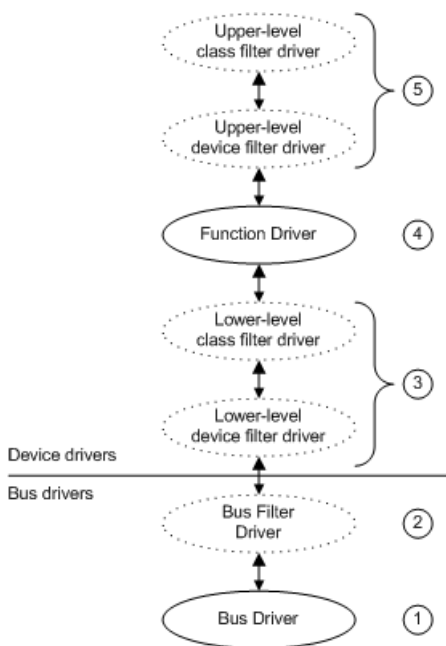 Upper-level
class filter driver
5
Upper-level
device filter driver
Function Driver
4
Lower-level
class filter driver
3
Lower-level
device filter driver
Device drivers
Bus drivers
Bus Filter
Driver
2
Bus Driver
1